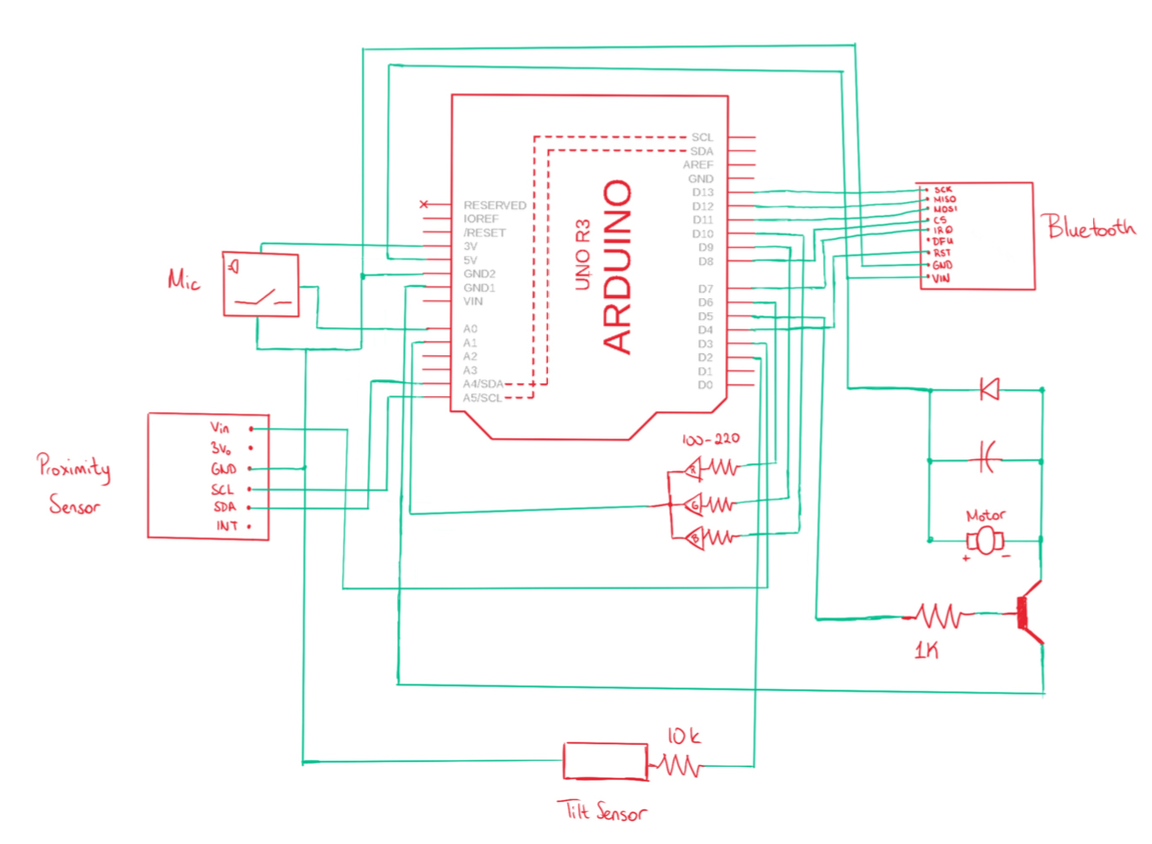 SCL
SDA
AREF
GND
D13
D12
D11
D10
D9
D8
D7
D6
D5
D4
D3
D2
D1
D0
RESERVED
IOREF
/RESET
3V
5V
GND2
GND1
VIN
A0
A1
A2
A3
A4/SDA
A5/SCL
UNO R3
ARDUINO
SCK
MISO
MOSI
CS
IRQ
DFU
RST
GND
VIN
Bluetooth
Mic
Proximity
Sensor
Vin
3Vo
GND
SCL
SDA
INT
100-220
R
G
B
Motor
+ -
1K
10k
Tilt Sensor